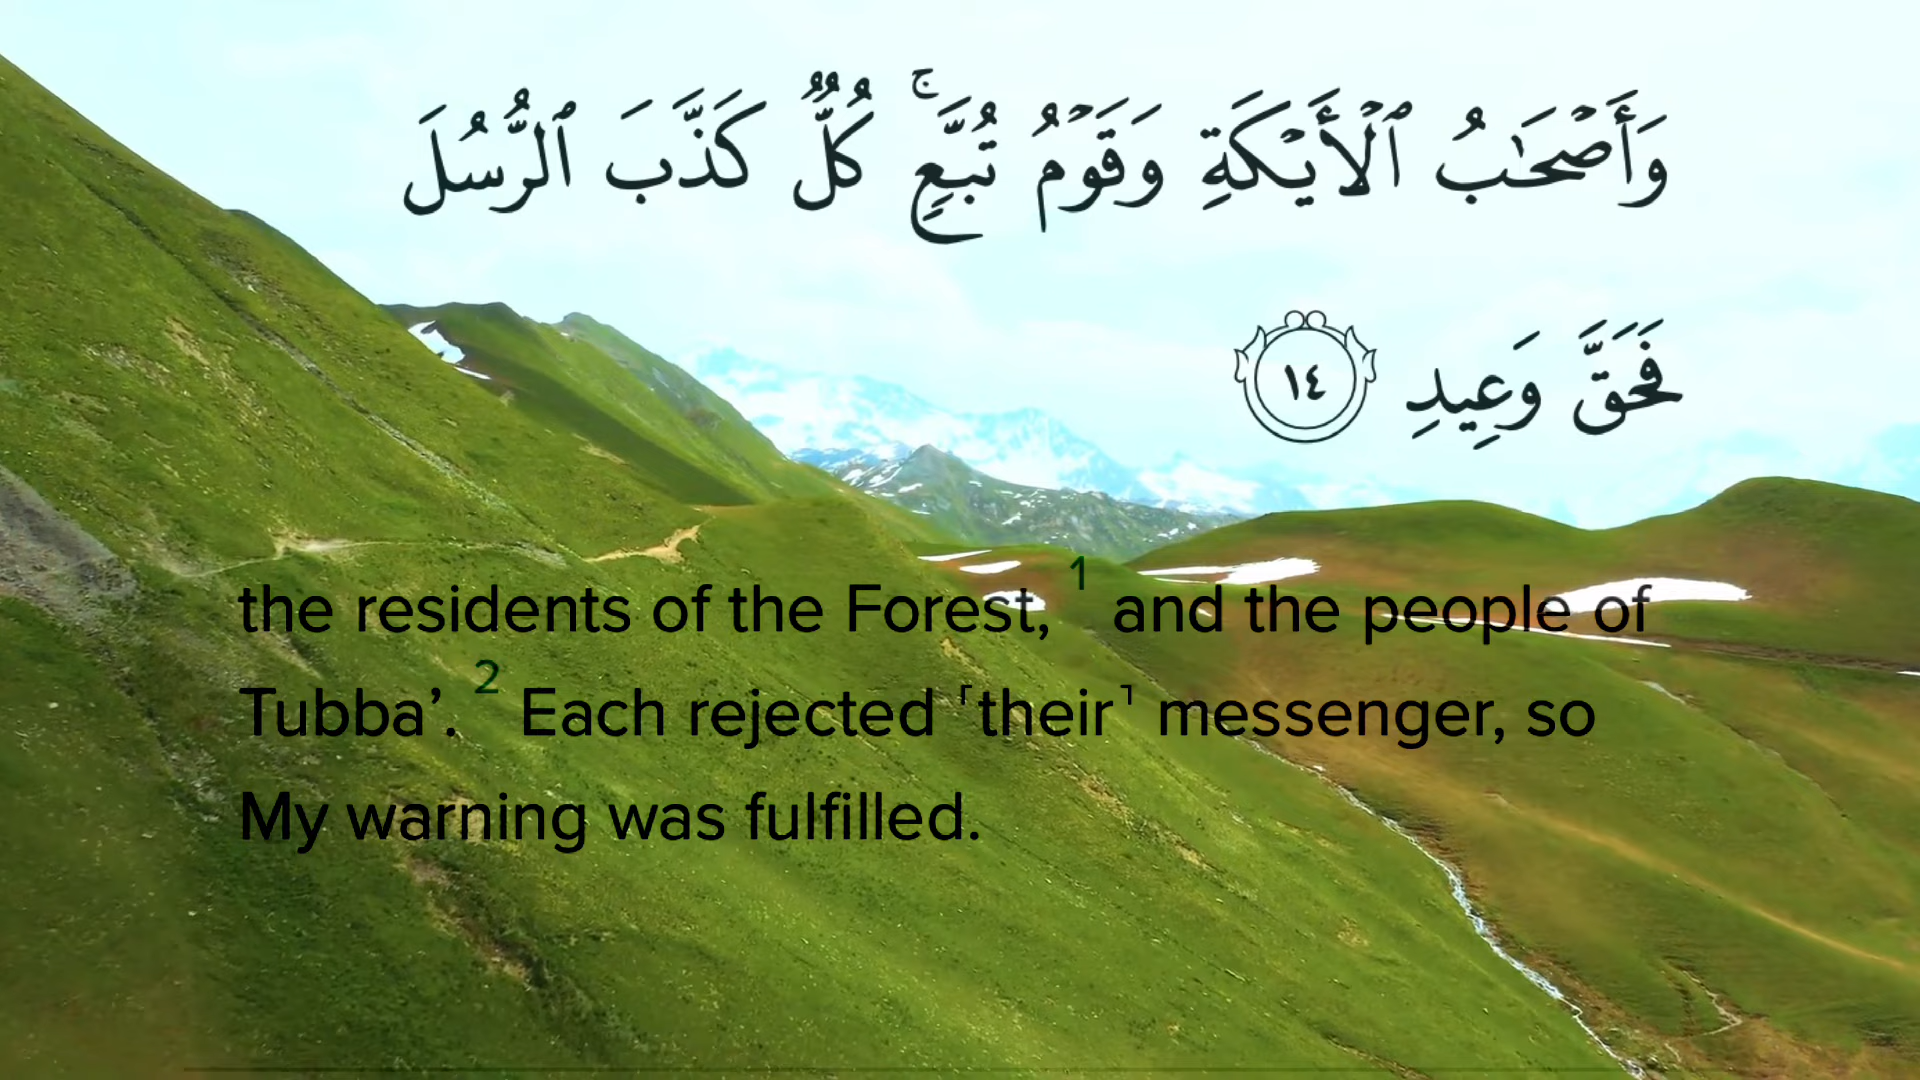 وَأَصْحَٰبُ ٱلْأَيْكَةِ وَقَوْمُ تُبَّعٍۚ كُلٌّ كَذَّبَ ٱلرُّسُلَ
فَحَقَّ وَعِيدِ ١٤
the residents of the Forest,¹ and the people of
Tubba’.² Each rejected ˹their˺ messenger, so
My warning was fulfilled.